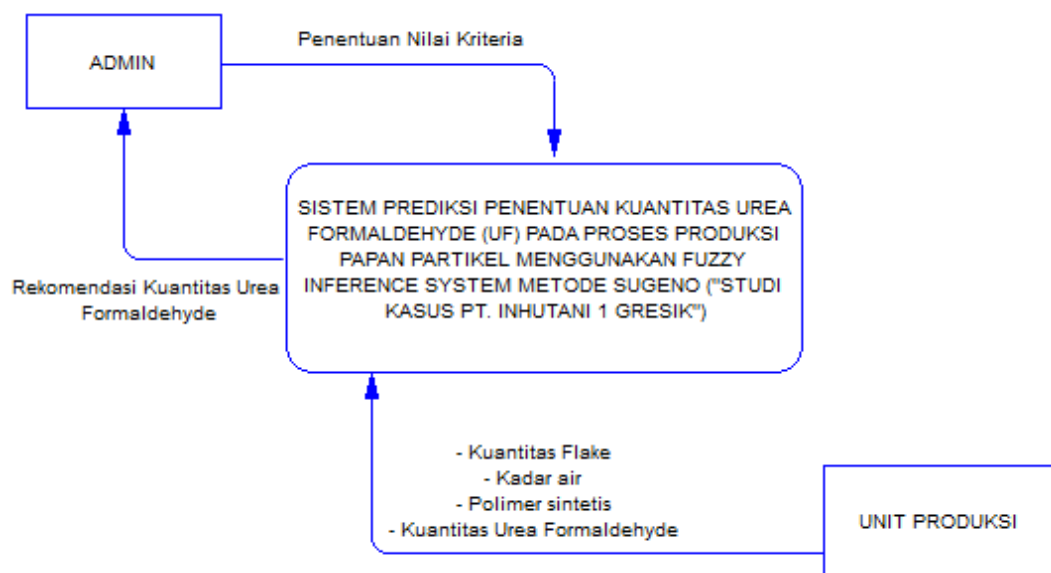 Penentuan Nilai Kriteria
ADMIN
SISTEM PREDIKSI PENENTUAN KUANTITAS UREA
FORMALDEHYDE (UF) PADA PROSES PRODUKSI
PAPAN PARTIKEL MENGGUNAKAN FUZZY
INFERENCE SYSTEM METODE SUGENO ("STUDI
KASUS PT. INHUTANI 1 GRESIK")
Rekomendasi Kuantitas Urea
Formaldehyde
- Kuantitas Flake
- Kadar air
- Polimer sintetis
- Kuantitas Urea Formaldehyde
UNIT PRODUKSI